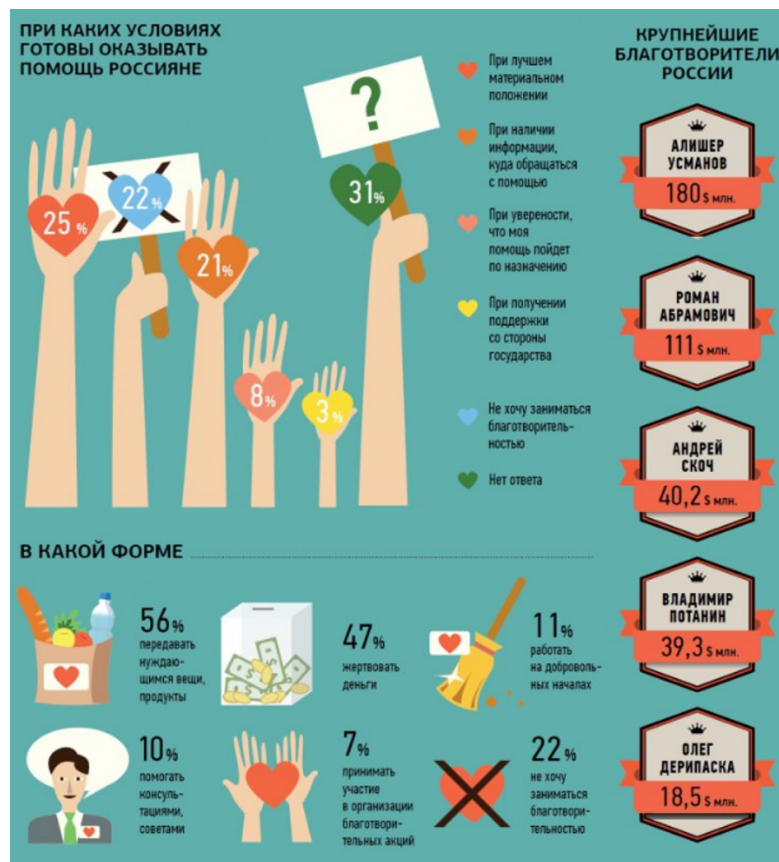 ПРИ КАКИХ УСЛОВИЯХ
ГОТОВЫ ОКАЗЫВАТЬ
ПОМОЩЬ РОССИЯНЕ
25 %
22 %
21 %
8 %
3 %
?
31 %
При лучшем
материальном
положении
При наличии
информации,
куда обращаться
с помощью
При увереости,
что моя
помощь пойдет
по назначению
При получении
поддержки
со стороны
государства
Не хочу заниматься
благотворитель-
ностью
Нет ответа
КРУПНЕЙШИЕ
БЛАГОТВОРИТЕЛИ
РОССИИ
АЛИШЕР
УСМАНОВ
180 $ млн.
РОМАН
АБРАМОВИЧ
111 $ млн.
АНДРЕЙ
СКОЧ
40,2 $ млн.
ВЛАДИМИР
ПОТАНИН
39,3 $ млн.
ОЛЕГ
ДЕРИПАСКА
18,5 $ млн.
В КАКОЙ ФОРМЕ
56 %
передавать
нуждаю-
щимся вещи,
продукты
47 %
жертвовать
деньги
11 %
работать
на доброволь-
ных началах
10 %
помогать
консуль-
тациями,
советами
7 %
принимать
участие
в организации
благотвори-
тельных акций
22 %
не хочу
заниматься
благотвори-
тельностью